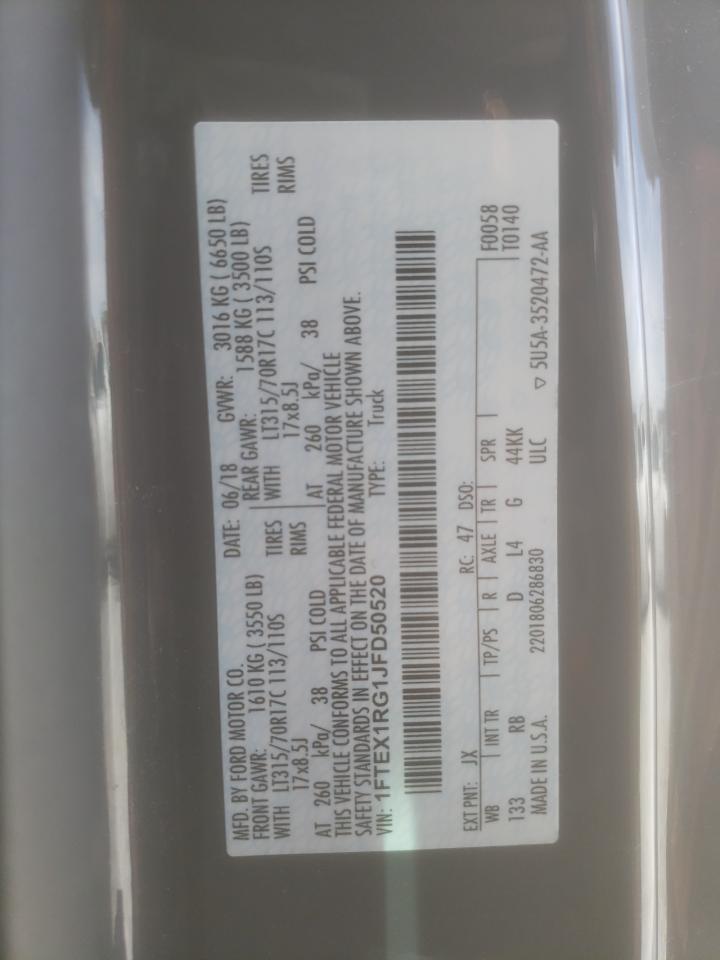 MFD. BY FORD MOTOR CO.
DATE: 06/18 GVWR: 3016 KG ( 6650 LB)
FRONT GAWR: 1610 KG ( 3550 LB) REAR GAWR: 1588 KG ( 3500 LB)
WITH LT315/70R17C 113/110S TIRES WITH LT315/70R17C 113/110S TIRES
17x8.5J RIMS 17x8.5J RIMS
AT 260 kPa/ 38 PSI COLD AT 260 kPa/ 38 PSI COLD
THIS VEHICLE CONFORMS TO ALL APPLICABLE FEDERAL MOTOR VEHICLE
SAFETY STANDARDS IN EFFECT ON THE DATE OF MANUFACTURE SHOWN ABOVE.
VIN: 1FTEX1RG1JFD50520 TYPE: Truck
EXT PNT: JX RC: 47 DSO:
WB INT TR TP/PS R AXLE TR SPR F0058
133 RB D L4 G 44KK T0140
MADE IN U.S.A. 2201806286830 ULC ▽ 5U5A-3520472-AA